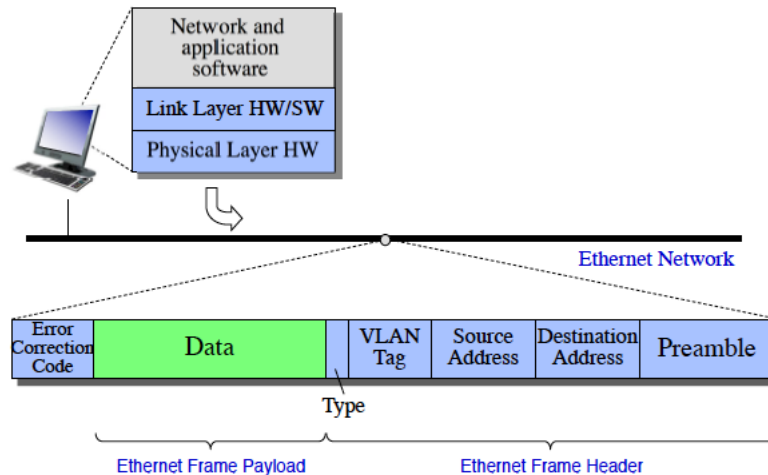 Network and
application
software
Link Layer HW/SW
Physical Layer HW
Ethernet Network
Error
Correction
Code
Data
VLAN
Tag
Source
Address
Destination
Address
Preamble
Type
Ethernet Frame Payload
Ethernet Frame Header